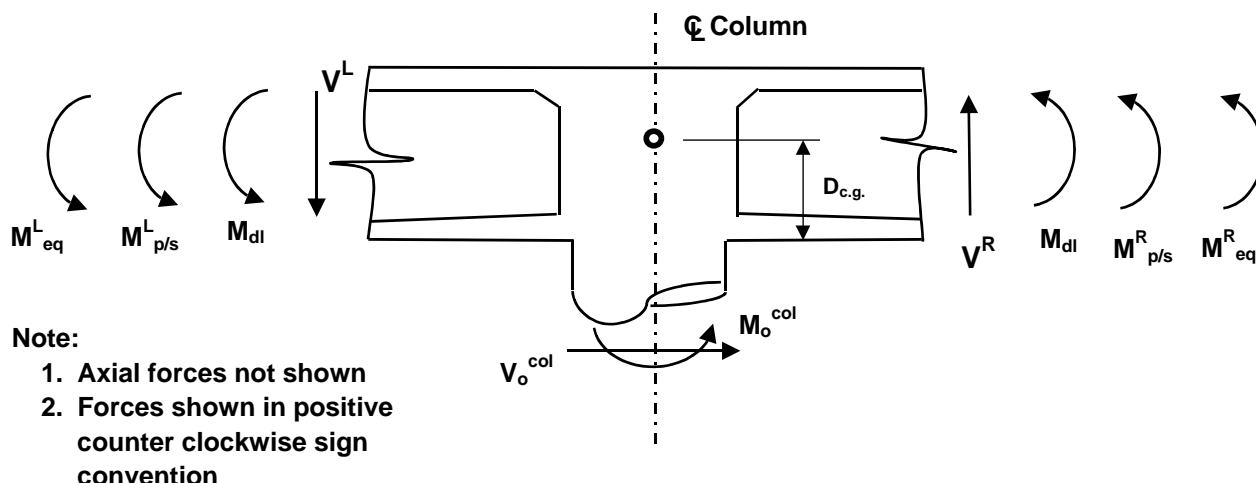 ℄ Column
V^L
D_c.g.
M^L_eq M^L_p/s M_dl
V^R M_dl M^R_p/s M^R_eq
M_o^col
V_o^col
Note:
1. Axial forces not shown
2. Forces shown in positive
counter clockwise sign
convention